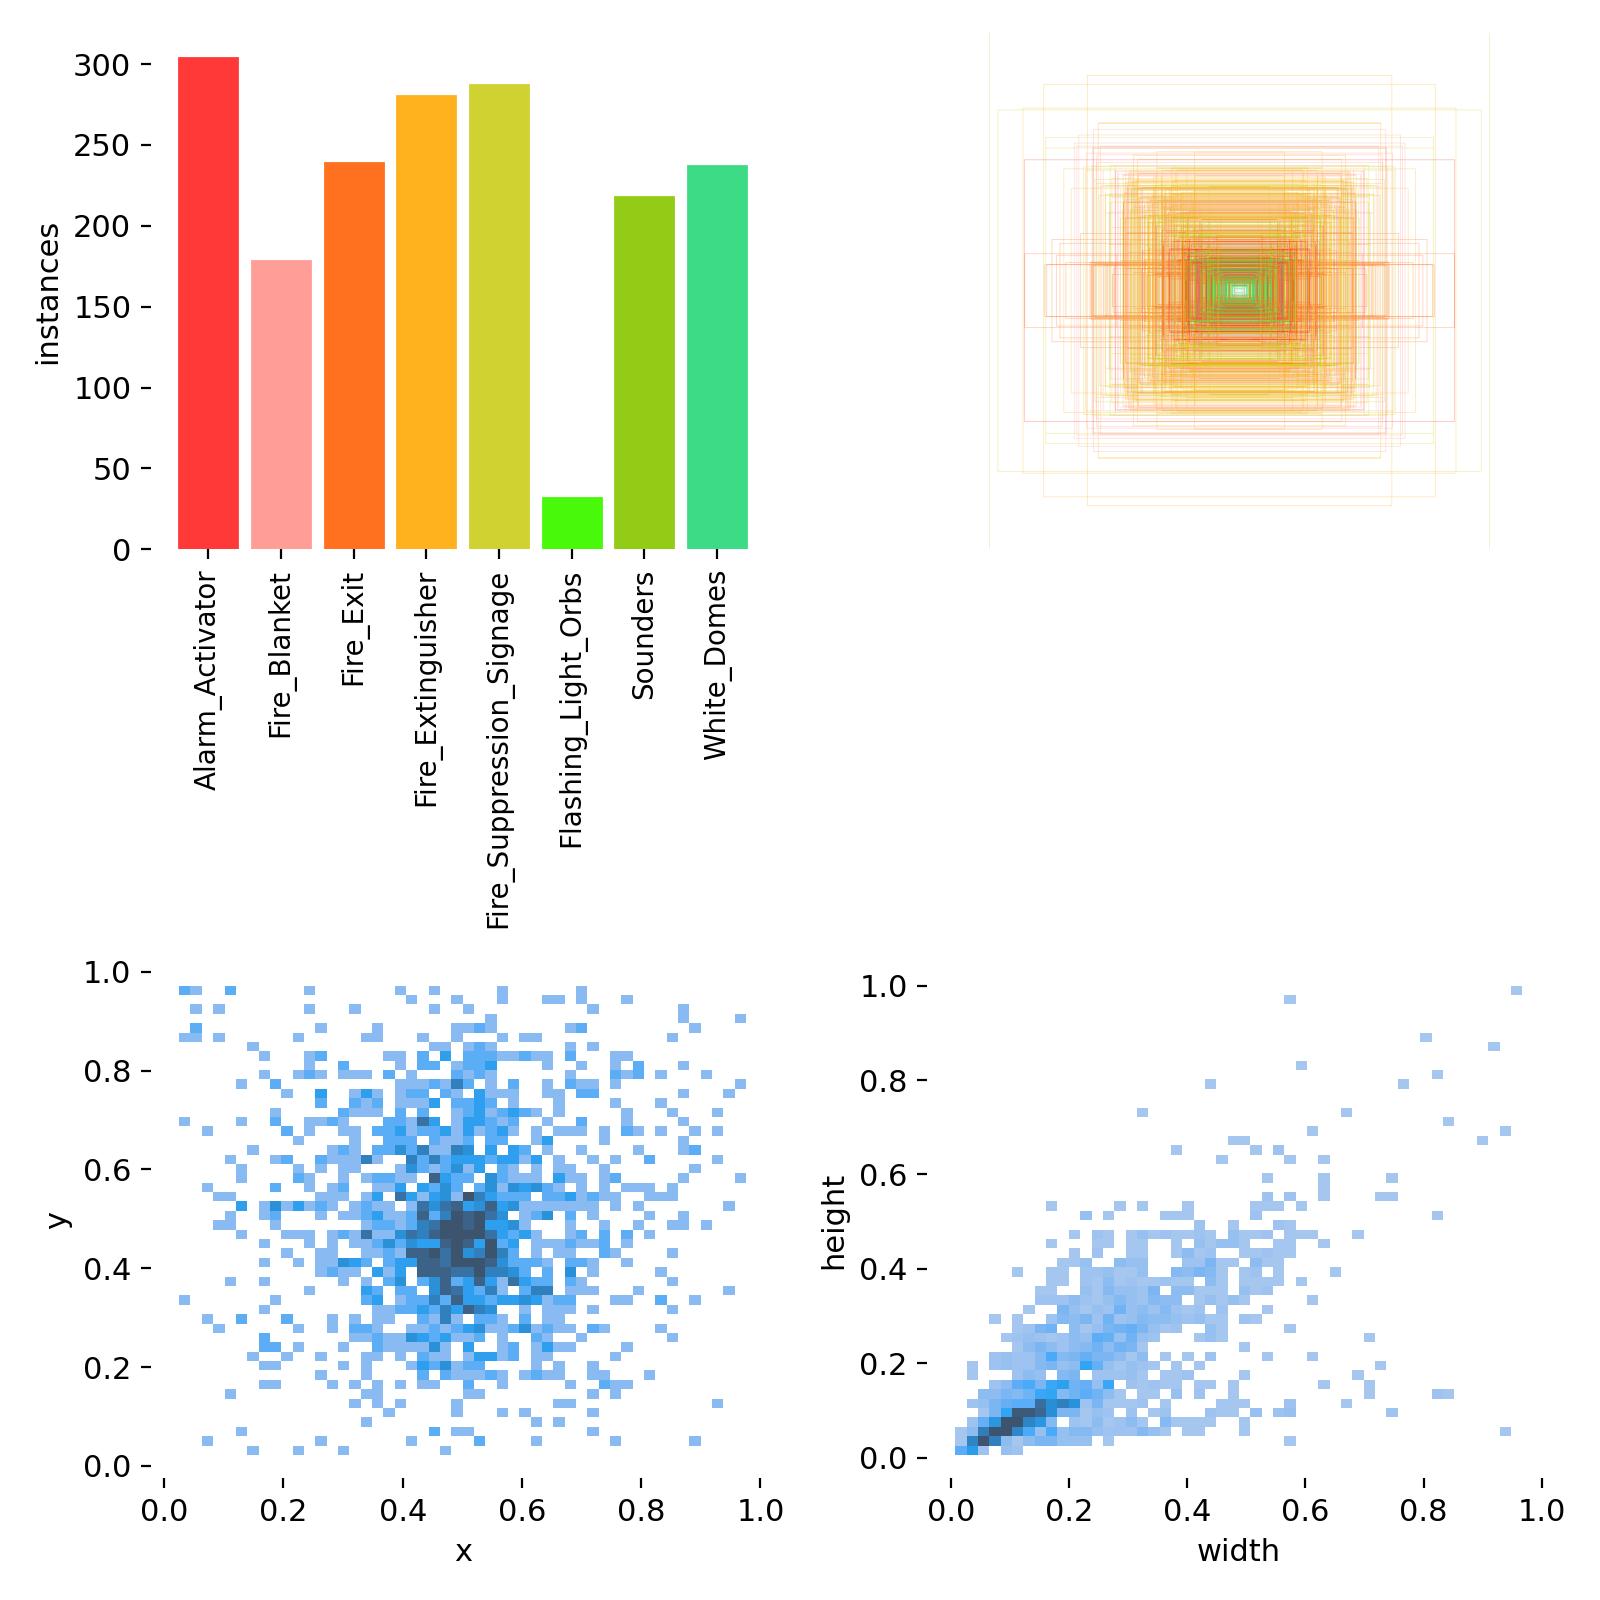 300
250
200
150
100
50
0
instances
Alarm_Activator
Fire_Blanket
Fire_Exit
Fire_Extinguisher
Fire_Suppression_Signage
Flashing_Light_Orbs
Sounders
White_Domes
1.0
0.8
0.6
0.4
0.2
0.0
y
0.0 0.2 0.4 0.6 0.8 1.0
x
1.0
0.8
0.6
0.4
0.2
0.0
height
0.0 0.2 0.4 0.6 0.8 1.0
width